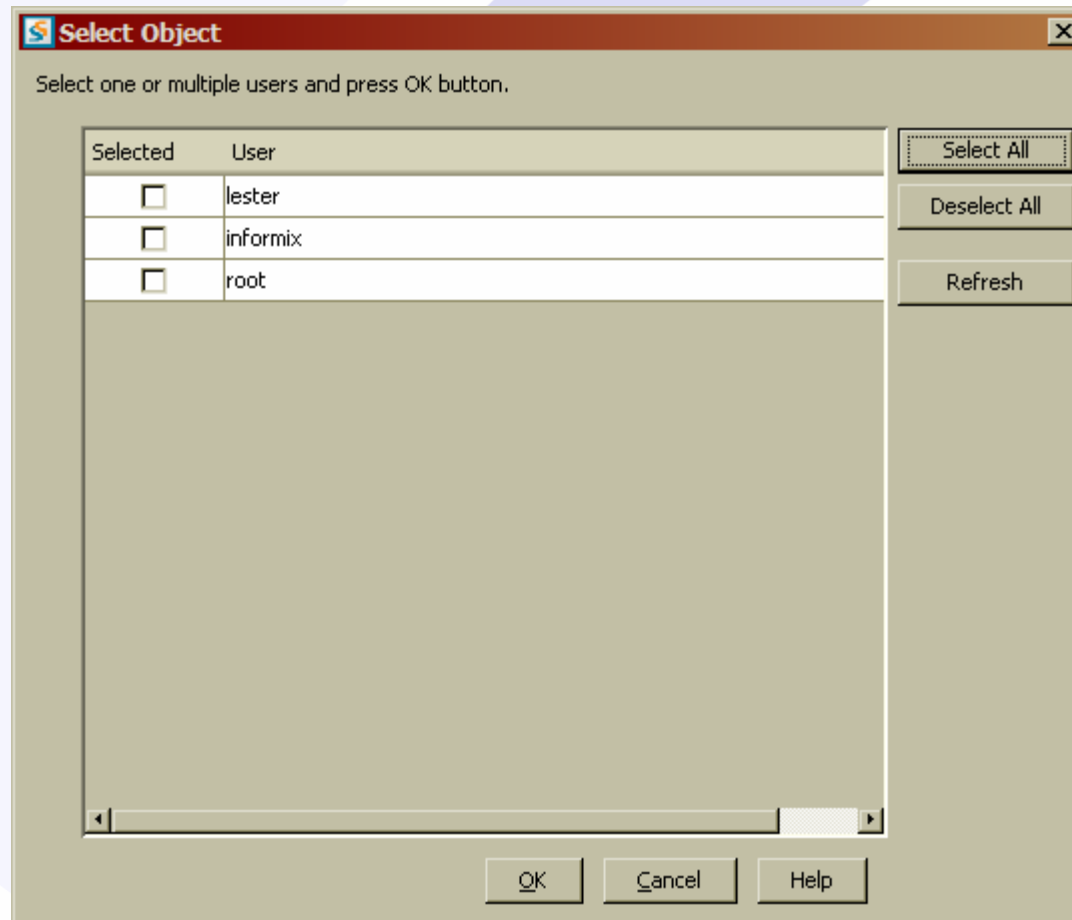 Select Object
Select one or multiple users and press OK button.
Selected User
Select All
lester
Deselect All
informix
root
Refresh
OK Cancel Help